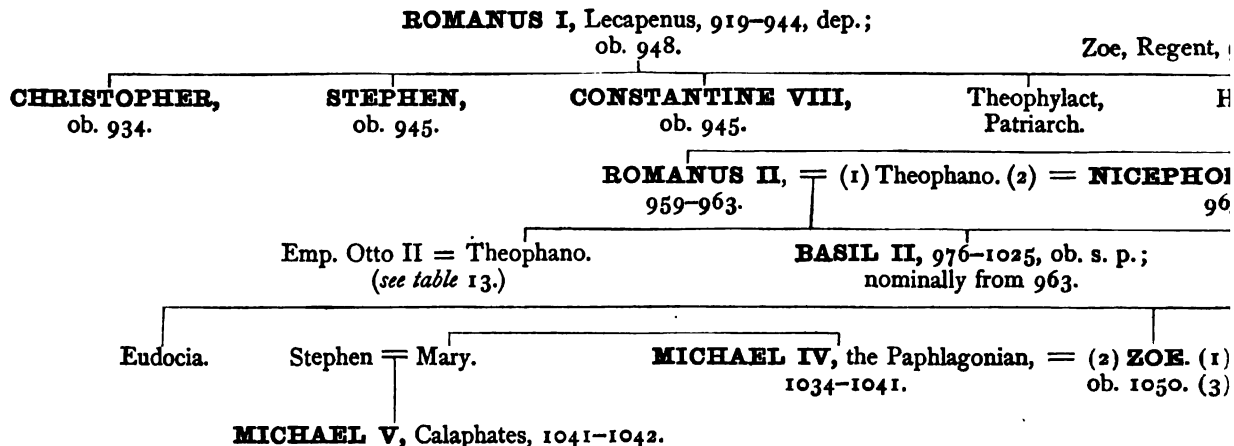 ROMANUS I, Lecapenus, 919–944, dep.;
ob. 948.
Zoe, Regent,
CHRISTOPHER, STEPHEN, CONSTANTINE VIII, Theophylact, H
ob. 934. ob. 945. ob. 945. Patriarch.
ROMANUS II, = (1) Theophano. (2) = NICEPHO
959–963. 96
Emp. Otto II = Theophano. BASIL II, 976–1025, ob. s. p.;
(see table 13.) nominally from 963.
Eudocia. Stephen = Mary. MICHAEL IV, the Paphlagonian, = (2) ZOE. (1)
1034–1041. ob. 1050. (3)
MICHAEL V, Calaphates, 1041–1042.